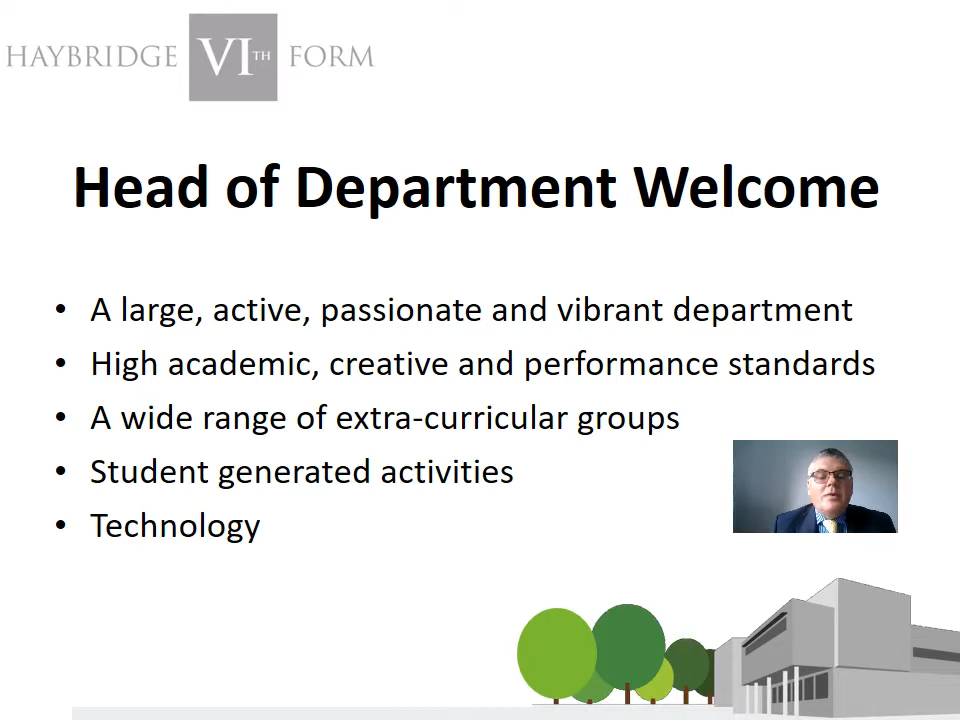 HAYBRIDGE VI TH FORM
Head of Department Welcome
• A large, active, passionate and vibrant department
• High academic, creative and performance standards
• A wide range of extra-curricular groups
• Student generated activities
• Technology